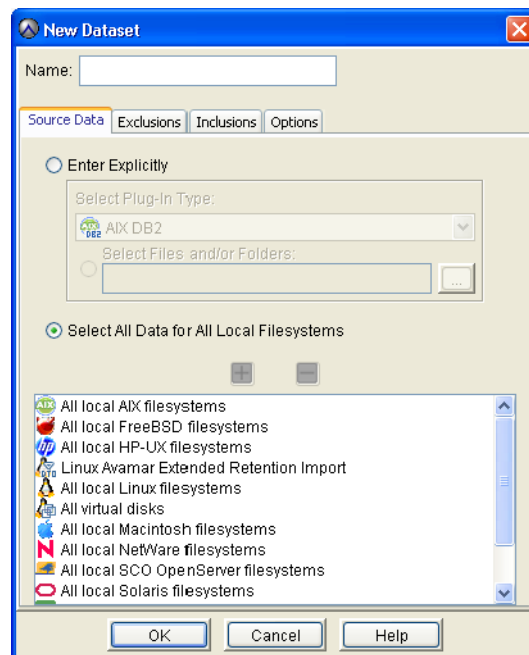 New Dataset
Name:
Source Data Exclusions Inclusions Options
Enter Explicitly
Select Plug-In Type:
AIX DB2
Select Files and/or Folders:
...
Select All Data for All Local Filesystems
All local AIX filesystems
All local FreeBSD filesystems
All local HP-UX filesystems
Linux Avamar Extended Retention Import
All local Linux filesystems
All virtual disks
All local Macintosh filesystems
All local NetWare filesystems
All local SCO OpenServer filesystems
All local Solaris filesystems
OK Cancel Help